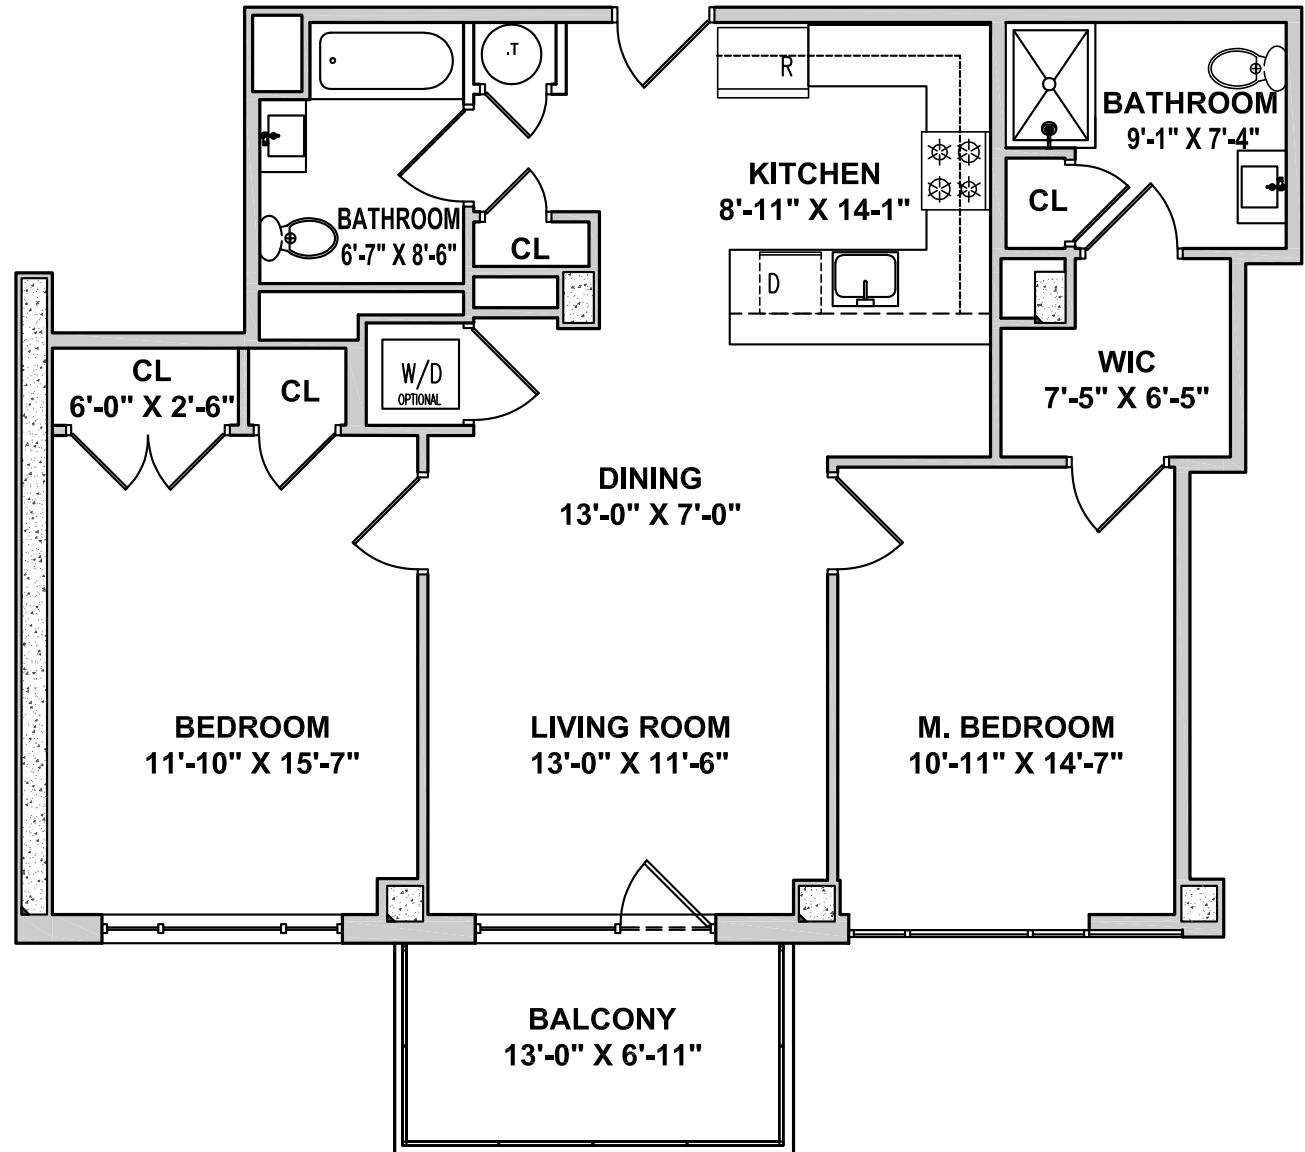 .T
R
BATHROOM
9'-1" X 7'-4"
KITCHEN
8'-11" X 14-1"
CL
BATHROOM
6'-7" X 8'-6"
CL
D
W/D
OPTIONAL
CL
6'-0" X 2'-6"
CL
WIC
7'-5" X 6'-5"
DINING
13'-0" X 7'-0"
BEDROOM
11'-10" X 15'-7"
LIVING ROOM
13'-0" X 11'-6"
M. BEDROOM
10'-11" X 14'-7"
BALCONY
13'-0" X 6'-11"